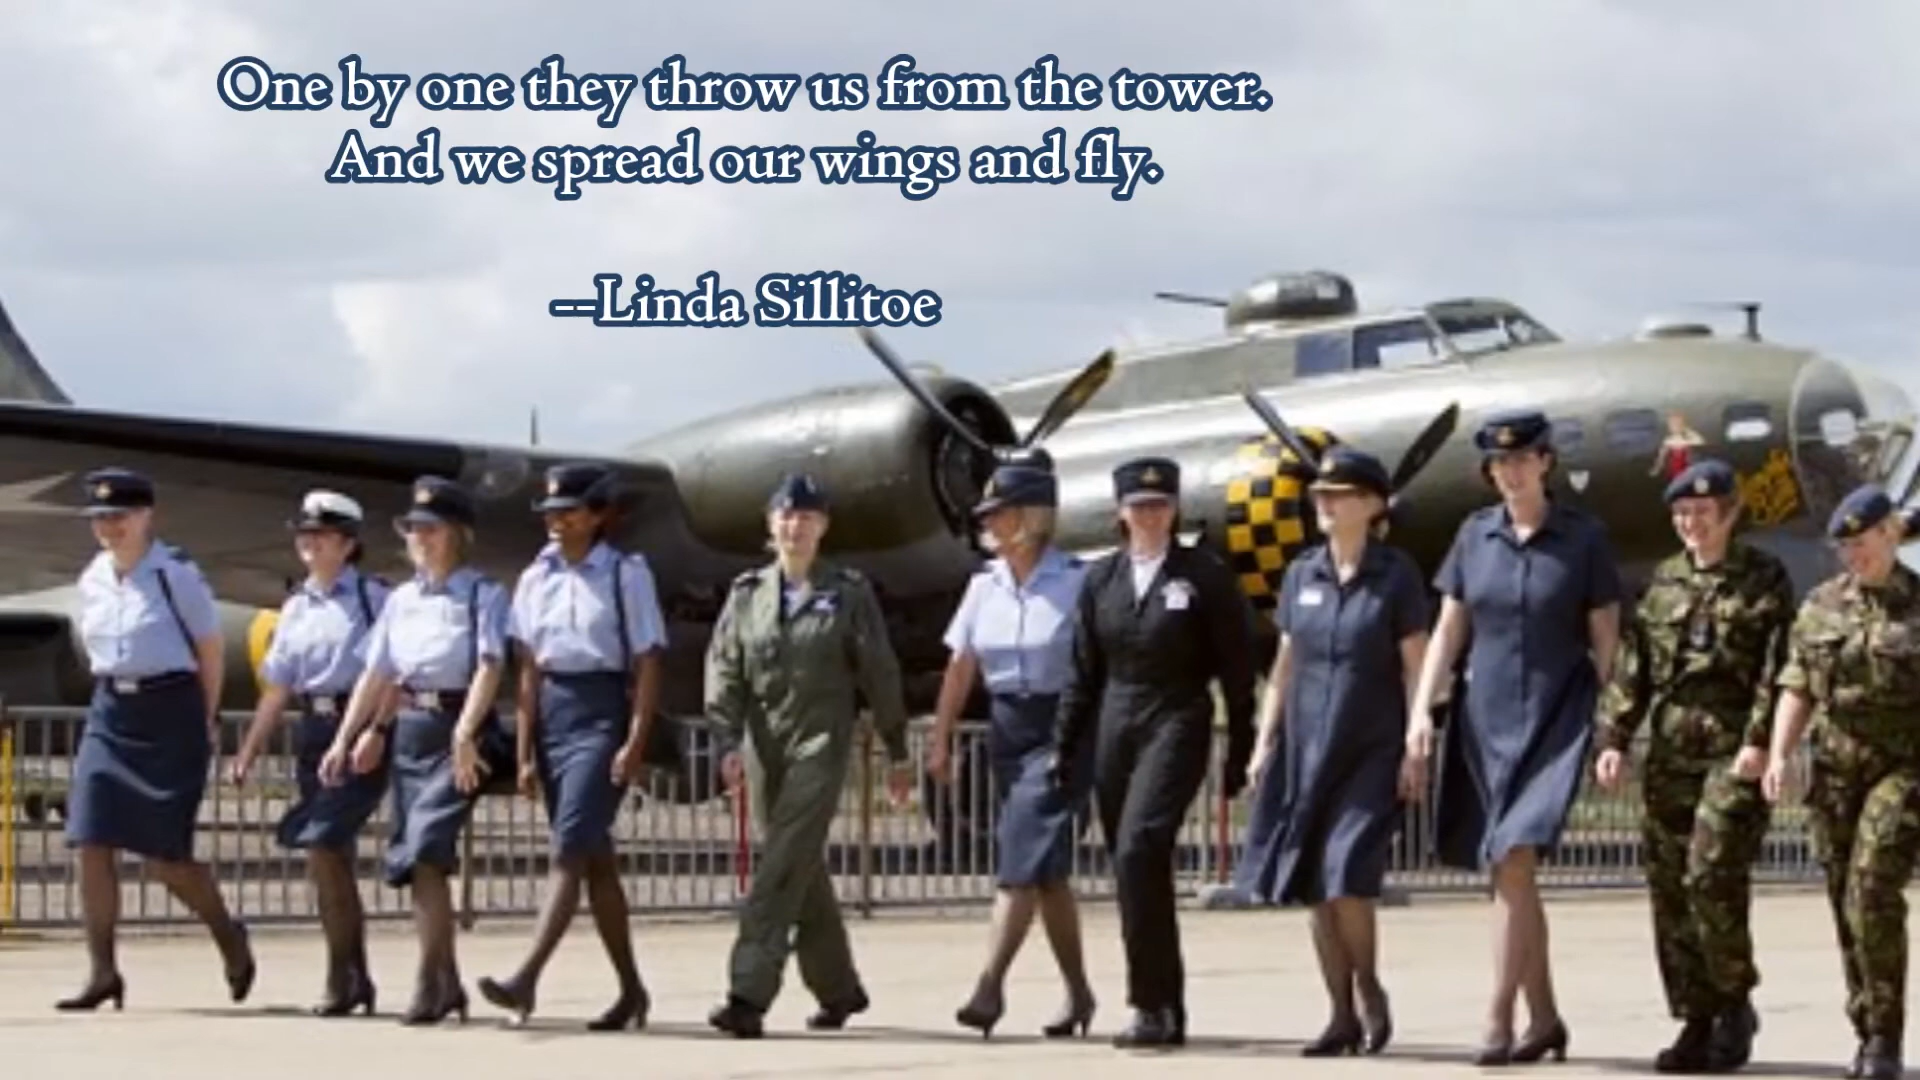 One by one they throw us from the tower.
And we spread our wings and fly.
--Linda Sillitoe